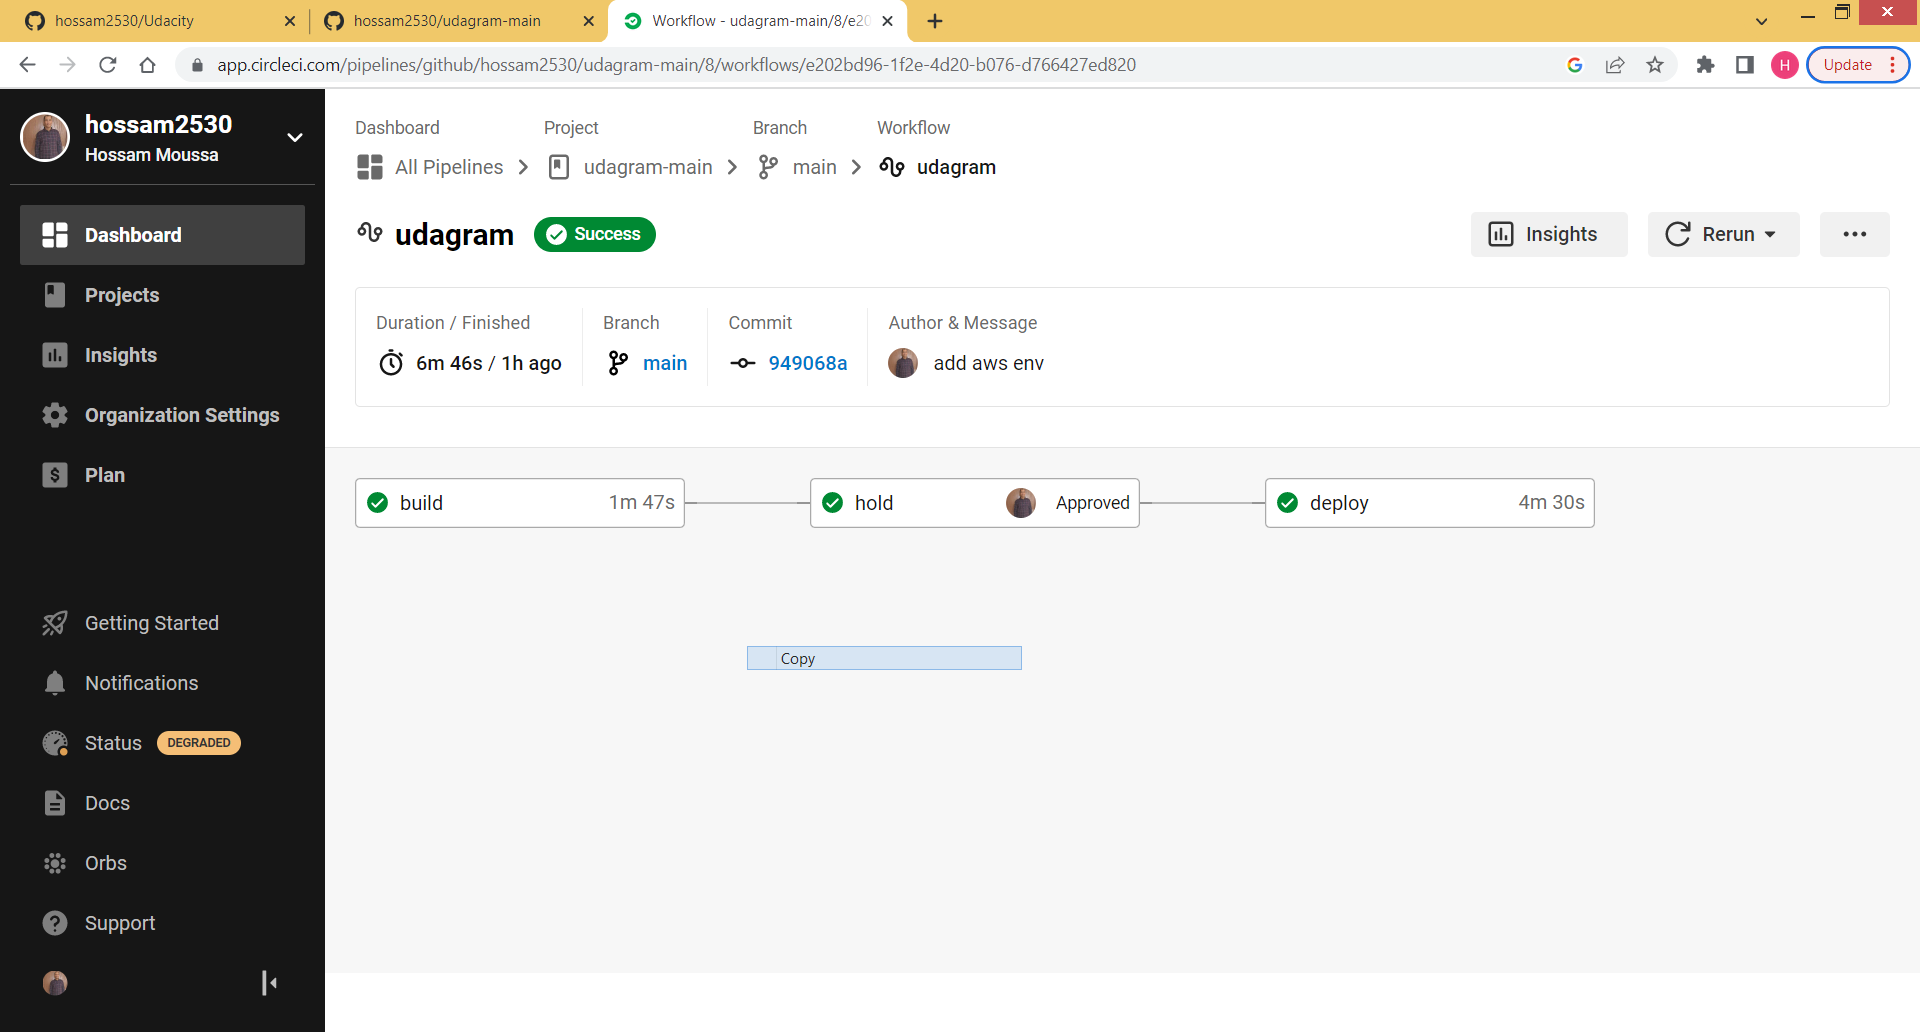 hossam2530/Udacity
hossam2530/udagram-main
Workflow - udagram-main/8/e20
app.circleci.com/pipelines/github/hossam2530/udagram-main/8/workflows/e202bd96-1f2e-4d20-b076-d766427ed820
H
Update
hossam2530
Hossam Moussa
Dashboard
Projects
Insights
Organization Settings
Plan
Getting Started
Notifications
Status DEGRADED
Docs
Orbs
Support
Dashboard Project Branch Workflow
All Pipelines udagram-main main udagram
udagram Success
Insights Rerun
Duration / Finished Branch Commit Author & Message
6m 46s / 1h ago main 949068a add aws env
build 1m 47s hold Approved deploy 4m 30s
Copy